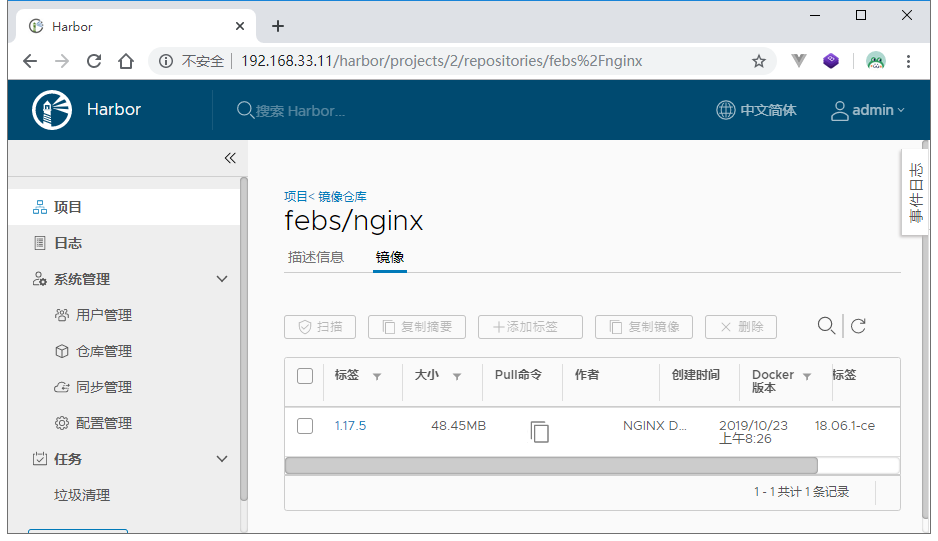 Harbor
不安全 192.168.33.11/harbor/projects/2/repositories/febs%2Fnginx
Harbor
搜索 Harbor...
中文简体
admin
事件日志
项目
日志
系统管理
用户管理
仓库管理
同步管理
配置管理
任务
垃圾清理
项目< 镜像仓库
febs/nginx
描述信息 镜像
扫描 复制摘要 添加标签 复制镜像 删除
标签 大小 Pull命令 作者 创建时间 Docker 版本 标签
1.17.5 48.45MB NGINX D... 2019/10/23 上午8:26 18.06.1-ce
1 - 1 共计 1 条记录